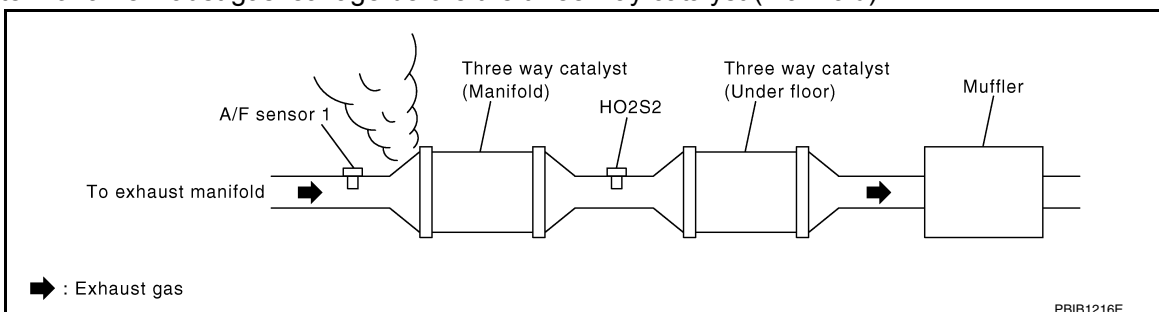 Three way catalyst
(Manifold)
Three way catalyst
(Under floor)
Muffler
HO2S2
A/F sensor 1
To exhaust manifold
: Exhaust gas
PBIB1216E